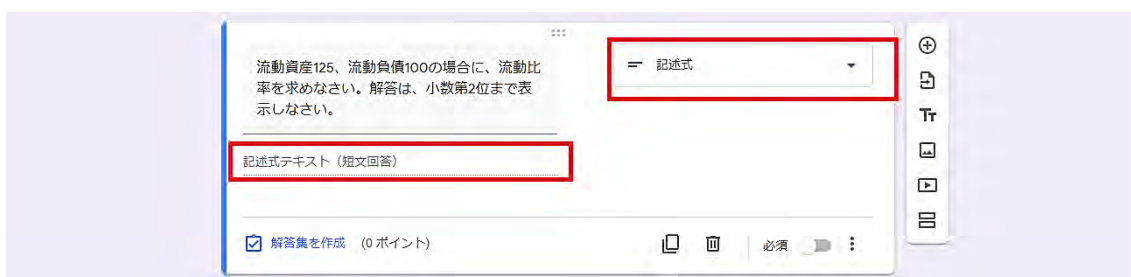 流動資産125、流動負債100の場合に、流動比
率を求めなさい。解答は、小数第2位まで表
示しなさい。
記述式
記述式テキスト（短文回答）
解答集を作成 （0 ポイント）
必須
Tт